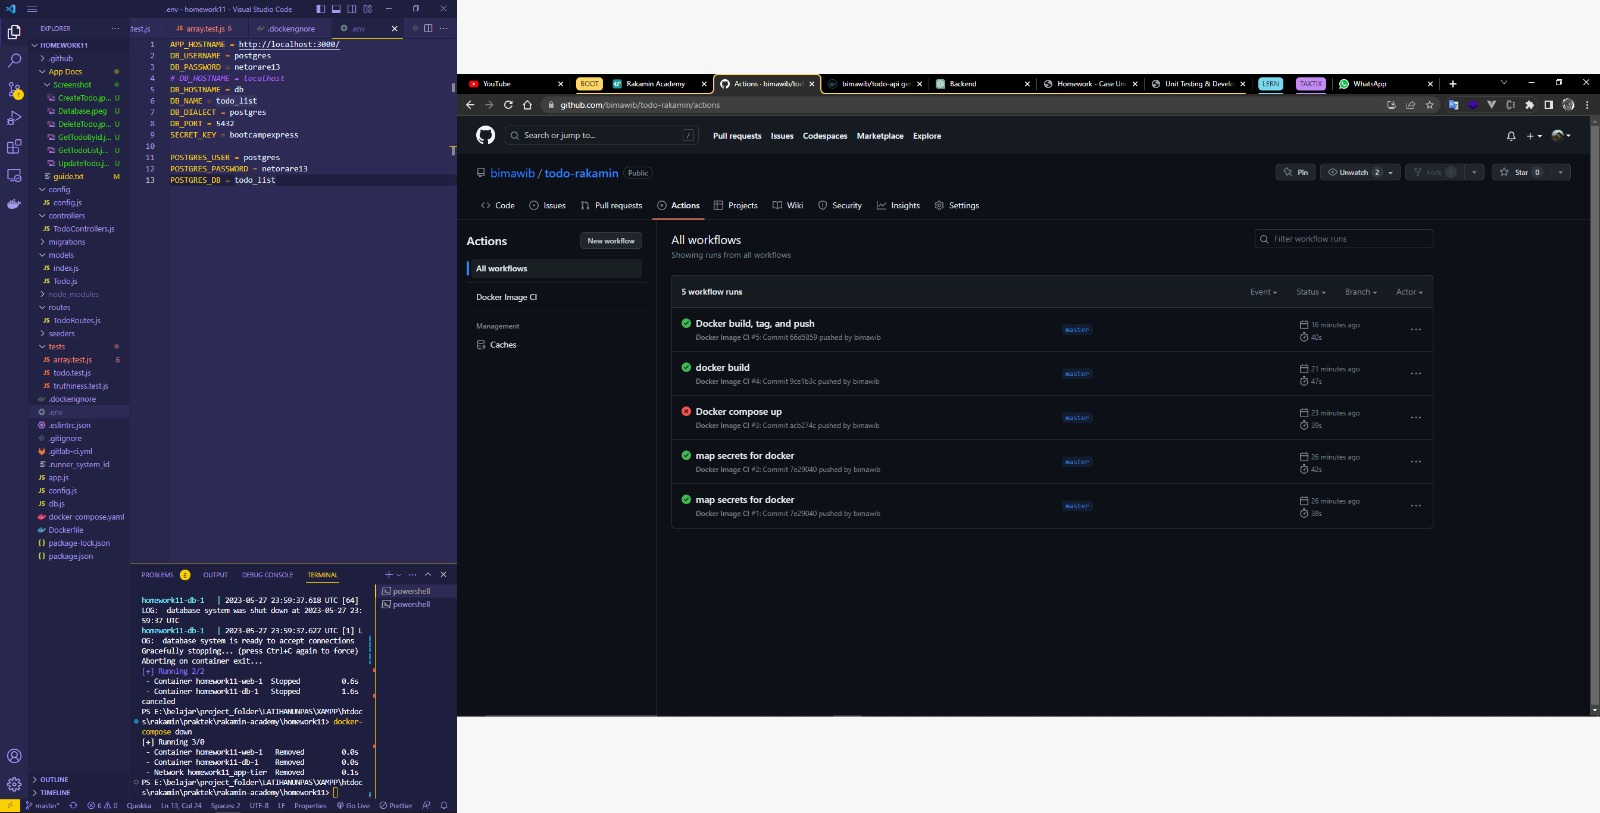 .env - homework11 - Visual Studio Code
EXPLORER
test.js
array.test.js 6
.dockerignore
.env
HOMEWORK11
.github
App Docs
Screenshot
CreateTodo.jp... U
Database.jpeg U
DeleteTodo.jp... U
GetTodoById.j... U
GetTodoList.j... U
UpdateTodo.j... U
guide.txt M
config
config.js
controllers
TodoControllers.js
migrations
models
index.js
Todo.js
node_modules
routes
TodoRoutes.js
seeders
tests
array.test.js 6
todo.test.js
truthiness.test.js
.dockerignore
.env
.eslintrc.json
.gitignore
.gitlab-ci.yml
.runner_system_id
app.js
config.js
db.js
docker-compose.yaml
Dockerfile
package-lock.json
package.json
OUTLINE
TIMELINE
1 APP_HOSTNAME = http://localhost:3000/
2 DB_USERNAME = postgres
3 DB_PASSWORD = netorare13
4 # DB_HOSTNAME = localhost
5 DB_HOSTNAME = db
6 DB_NAME = todo_list
7 DB_DIALECT = postgres
8 DB_PORT = 5432
9 SECRET_KEY = bootcampexpress
10
11 POSTGRES_USER = postgres
12 POSTGRES_PASSWORD = netorare13
13 POSTGRES_DB = todo_list
PROBLEMS 6 OUTPUT DEBUG CONSOLE TERMINAL
powershell
powershell
homework11-db-1 | 2023-05-27 23:59:37.618 UTC [64]
LOG: database system was shut down at 2023-05-27 23:
59:37 UTC
homework11-db-1 | 2023-05-27 23:59:37.627 UTC [1] L
OG: database system is ready to accept connections
Gracefully stopping... (press Ctrl+C again to force)
Aborting on container exit...
[+] Running 2/2
- Container homework11-web-1 Stopped 0.6s
- Container homework11-db-1 Stopped 1.6s
canceled
PS E:\belajar\project_folder\LATIHANUNPAS\XAMPP\htdoc
s\rakamin\praktek\rakamin-academy\homework11> docker-
compose down
[+] Running 3/0
- Container homework11-web-1 Removed 0.0s
- Container homework11-db-1 Removed 0.0s
- Network homework11_app-tier Removed 0.1s
PS E:\belajar\project_folder\LATIHANUNPAS\XAMPP\htdoc
s\rakamin\praktek\rakamin-academy\homework11>
master* 6 0 Quokka Ln 13, Col 24 Spaces: 2 UTF-8 LF Properties Go Live Prettier
YouTube
BOOT
Rakamin Academy
Actions · bimawib/tod
bimawib/todo-api ge
Backend
Homework - Case Uni
Unit Testing & Develo
LERN
TAKTIX
WhatsApp
github.com/bimawib/todo-rakamin/actions
Search or jump to... /
Pull requests Issues Codespaces Marketplace Explore
bimawib / todo-rakamin Public
Pin Unwatch 2 Fork 0 Star 0
Code Issues Pull requests Actions Projects Wiki Security Insights Settings
Actions
New workflow
All workflows
Docker Image CI
Management
Caches
All workflows
Showing runs from all workflows
Filter workflow runs
5 workflow runs
Event Status Branch Actor
Docker build, tag, and push
Docker Image CI #5: Commit 66d5859 pushed by bimawib
master
16 minutes ago
40s
docker build
Docker Image CI #4: Commit 9ce1b3c pushed by bimawib
master
21 minutes ago
47s
Docker compose up
Docker Image CI #3: Commit acb274c pushed by bimawib
master
23 minutes ago
39s
map secrets for docker
Docker Image CI #2: Commit 7e29040 pushed by bimawib
master
26 minutes ago
42s
map secrets for docker
Docker Image CI #1: Commit 7e29040 pushed by bimawib
master
26 minutes ago
38s